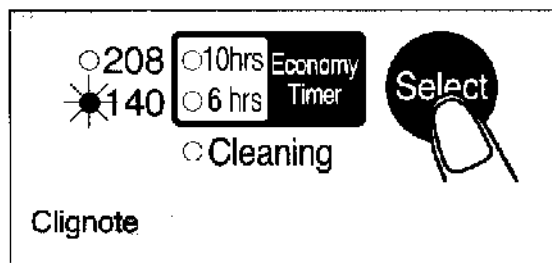 208
140
10hrs
6 hrs
Economy
Timer
Select
Cleaning
Clignote